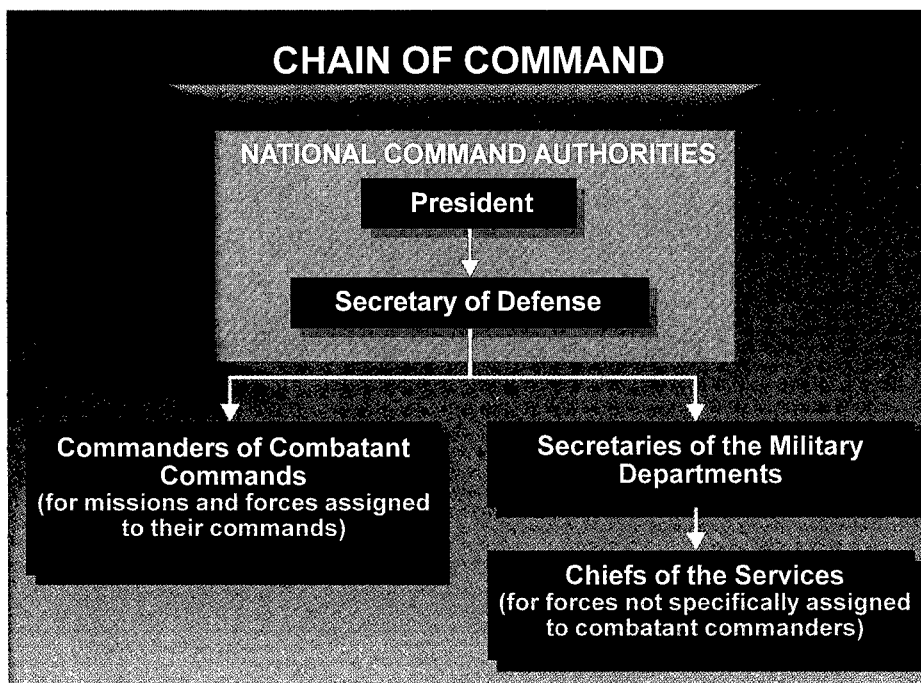 CHAIN OF COMMAND
NATIONAL COMMAND AUTHORITIES
President
Secretary of Defense
Commanders of Combatant
Commands
(for missions and forces assigned
to their commands)
Secretaries of the Military
Departments
Chiefs of the Services
(for forces not specifically assigned
to combatant commanders)